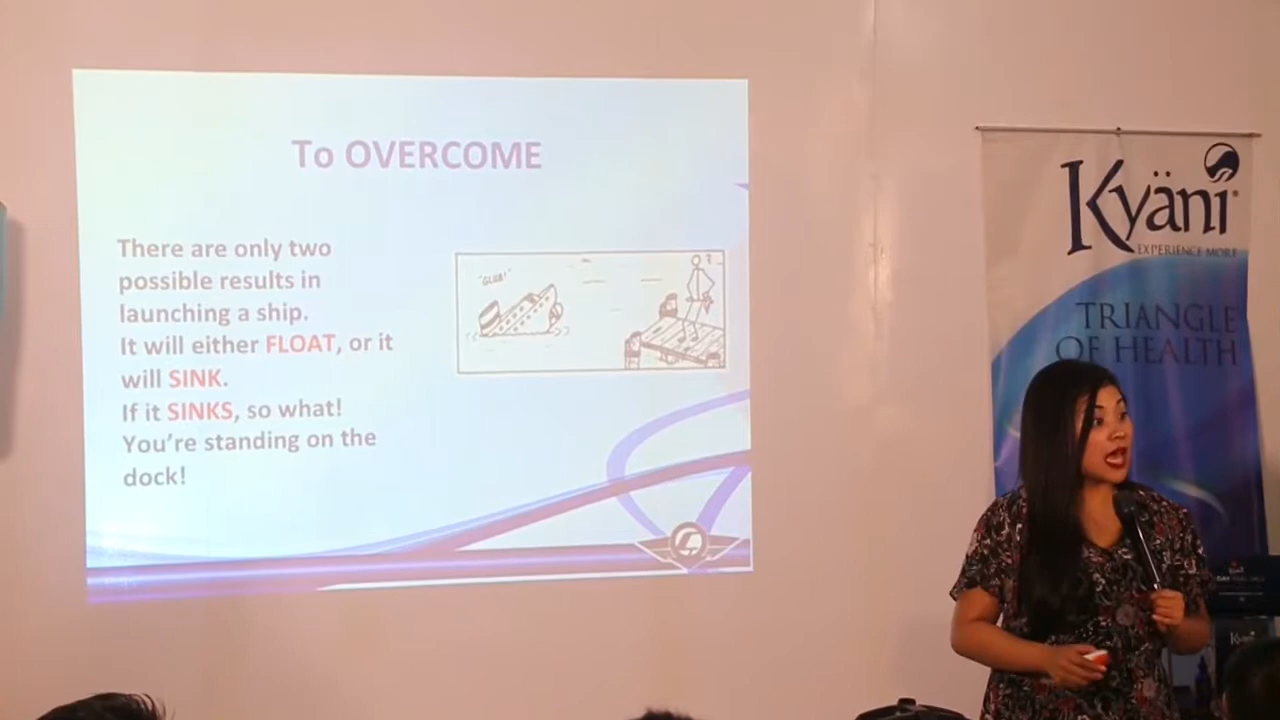 To OVERCOME
There are only two
possible results in
launching a ship.
It will either FLOAT, or it
will SINK.
If it SINKS, so what!
You're standing on the
dock!
"GLUB!"
Kyäni®
EXPERIENCE MORE
TRIANGLE
OF HEALTH
Kyäni